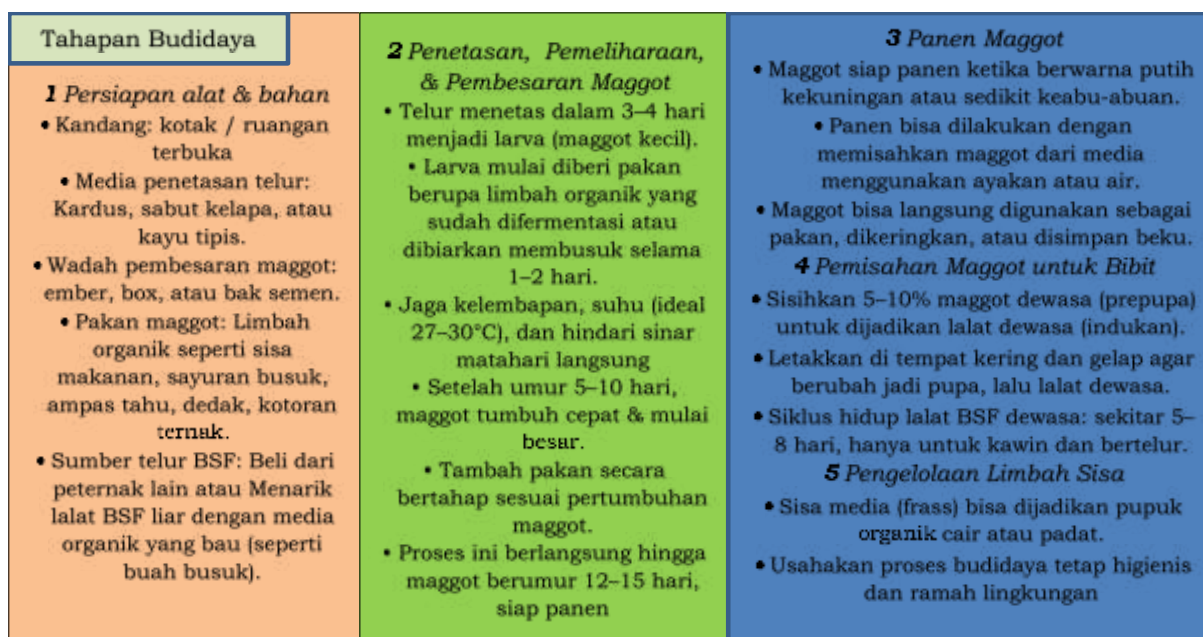 Tahapan Budidaya
1 Persiapan alat & bahan
• Kandang: kotak / ruangan
terbuka
• Media penetasan telur:
Kardus, sabut kelapa, atau
kayu tipis.
• Wadah pembesaran maggot:
ember, box, atau bak semen.
• Pakan maggot: Limbah
organik seperti sisa
makanan, sayuran busuk,
ampas tahu, dedak, kotoran
ternak.
• Sumber telur BSF: Beli dari
peternak lain atau Menarik
lalat BSF liar dengan media
organik yang bau (seperti
buah busuk).
2 Penetasan, Pemeliharaan,
& Pembesaran Maggot
• Telur menetas dalam 3–4 hari
menjadi larva (maggot kecil).
• Larva mulai diberi pakan
berupa limbah organik yang
sudah difermentasi atau
dibiarkan membusuk selama
1–2 hari.
• Jaga kelembapan, suhu (ideal
27–30°C), dan hindari sinar
matahari langsung
• Setelah umur 5–10 hari,
maggot tumbuh cepat & mulai
besar.
• Tambah pakan secara
bertahap sesuai pertumbuhan
maggot.
• Proses ini berlangsung hingga
maggot berumur 12–15 hari,
siap panen
3 Panen Maggot
• Maggot siap panen ketika berwarna putih
kekuningan atau sedikit keabu-abuan.
• Panen bisa dilakukan dengan
memisahkan maggot dari media
menggunakan ayakan atau air.
• Maggot bisa langsung digunakan sebagai
pakan, dikeringkan, atau disimpan beku.
4 Pemisahan Maggot untuk Bibit
• Sisihkan 5–10% maggot dewasa (prepupa)
untuk dijadikan lalat dewasa (indukan).
• Letakkan di tempat kering dan gelap agar
berubah jadi pupa, lalu lalat dewasa.
• Siklus hidup lalat BSF dewasa: sekitar 5–
8 hari, hanya untuk kawin dan bertelur.
5 Pengelolaan Limbah Sisa
• Sisa media (frass) bisa dijadikan pupuk
organik cair atau padat.
• Usahakan proses budidaya tetap higienis
dan ramah lingkungan